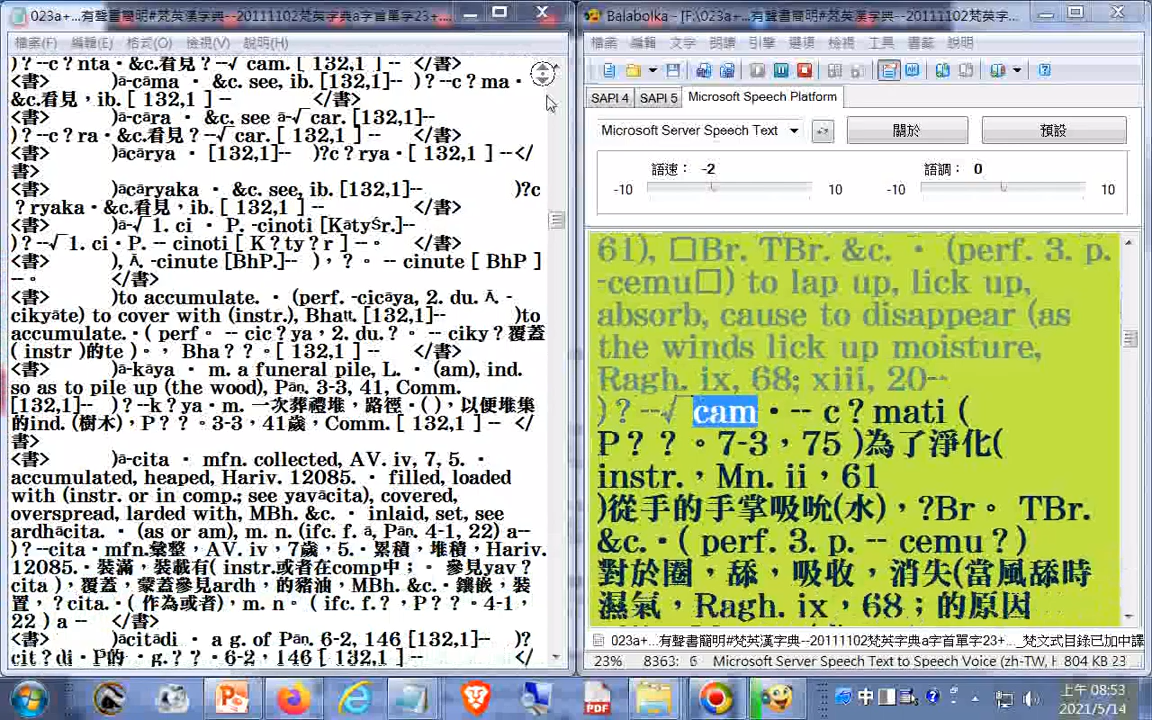 023a+...有聲書簡明#梵英漢字典--20111102梵英字典a字首單字23+...
檔案(F) 編輯(E) 格式(O) 檢視(V) 說明(H)
)? --c ? nta · &c.看見 ? --√ cam. [ 132,1] -- </書>
<書> )ā-cāma · &c. see, ib. [132,1]-- )? --c ? ma ·
&c.看見，ib. [ 132,1 ] -- </書>
<書> )ā-cāra · &c. see ā-√ car. [132,1]--
)? --c ? ra · &c.看見 ? --√ car. [ 132,1 ] -- </書>
<書> )ācārya · [132,1]-- )?c ? rya · [ 132,1 ] --</
書>
<書> )ācāryaka · &c. see, ib. [132,1]-- )?c
? ryaka · &c.看見，ib. [ 132,1 ] -- </書>
<書> )ā-√ 1. ci · P. -cinoti [KātyŚr.]--
)? --√ 1. ci · P. -- cinoti [ K ? ty ? r ] --。 </書>
<書> ), Ā. -cinute [BhP.]-- )，?。-- cinute [ BhP ]
--。 </書>
<書> )to accumulate. · (perf. -cicāya, 2. du. Ā. -
cikyāte) to cover with (instr.), Bhaṭṭ. [132,1]-- )to
accumulate. · ( perf。-- cic ? ya，2. du. ?。-- ciky ? 覆蓋
( instr )的te )。，Bha ? ?。[ 132,1 ] -- </書>
<書> )ā-kāya · m. a funeral pile, L. · (am), ind.
so as to pile up (the wood), Pāṇ. 3-3, 41, Comm.
[132,1]-- )? --k ? ya · m. 一次葬禮堆，路徑 · ( )，以便堆集
的ind. (樹木)，P ? ?。3-3，41歲，Comm. [ 132,1 ] -- </
書>
<書> )ā-cita · mfn. collected, AV. iv, 7, 5. ·
accumulated, heaped, Hariv. 12085. · filled, loaded
with (instr. or in comp.; see yavācita), covered,
overspread, larded with, MBh. &c. · inlaid, set, see
ardhācita. · (as or am), m. n. (ifc. f. ā, Pāṇ. 4-1, 22) a--
)? --cita · mfn.彙整，AV. iv，7歲，5. · 累積，堆積，Hariv.
12085. · 裝滿，裝載有( instr.或者在comp中；。 參見yav ?
cita )，覆蓋，蒙蓋參見ardh，的豬油，MBh. &c. · 鑲嵌，裝
置，? cita. · ( 作為或者)，m. n。 ( ifc. f. ?，P ? ?。4-1，
22 ) a -- </書>
<書> )ācitādi · a g. of Pāṇ. 6-2, 146 [132,1]-- )?
cit ? di · P的 · g. ? ?。6-2，146 [ 132,1 ] -- </
Balabolka - [F:\023a+...有聲書簡明#梵英漢字典--20111102梵英字...
檔案 編輯 文字 朗讀 引擎 選項 檢視 工具 書籤 說明
SAPI 4 SAPI 5 Microsoft Speech Platform
Microsoft Server Speech Text 關於 預設
語速： -2 語調： 0
-10 10 -10 10
61), □Br. TBr. &c. · (perf. 3. p.
-cemu□) to lap up, lick up,
absorb, cause to disappear (as
the winds lick up moisture,
Ragh. ix, 68; xiii, 20--
)? --√ cam · -- c ? mati (
P ? ? 。7-3，75 )為了淨化(
instr.，Mn. ii，61
)從手的手掌吸吮(水)，?Br。 TBr.
&c. · ( perf. 3. p. -- cemu ? )
對於圈，舔，吸收，消失(當風舔時
濕氣，Ragh. ix，68；的原因
023a+...有聲書簡明#梵英漢字典--20111102梵英字典a字首單字23+..._梵文式目錄已加中譯
23% 8363: 6 Microsoft Server Speech Text to Speech Voice (zh-TW, H 804 KB 23
中 上午 08:53
2021/5/14